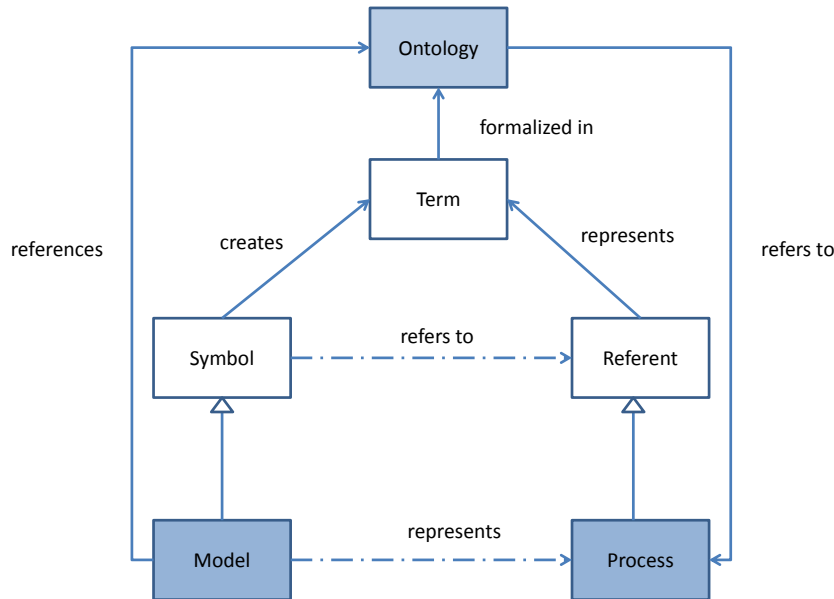 Ontology
formalized in
Term
creates
represents
references
refers to
Symbol
refers to
Referent
Model
represents
Process